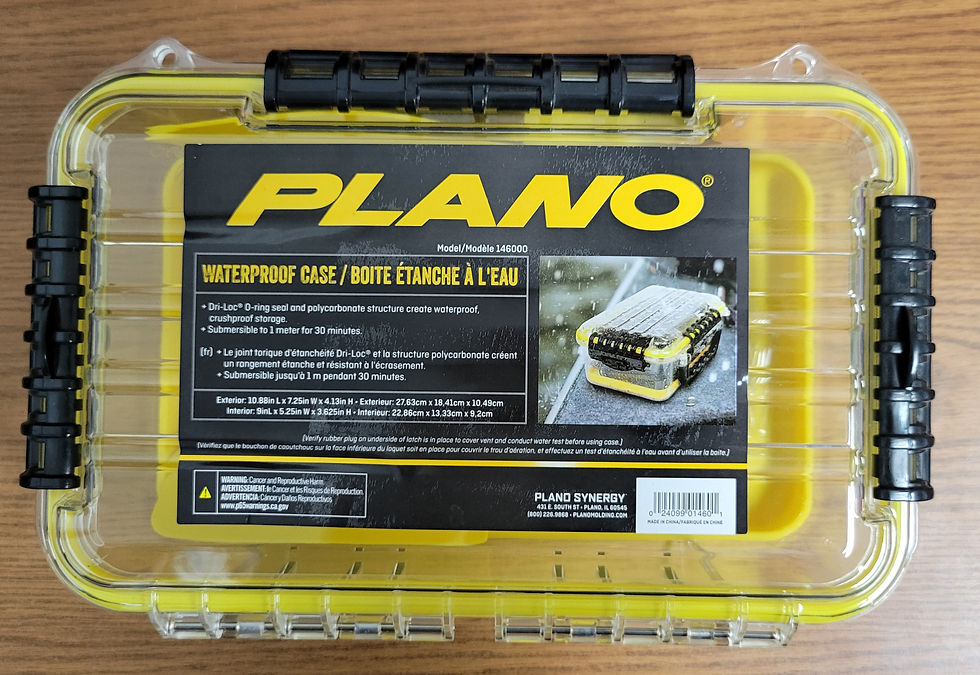 PLANO®
Model/Modèle 146000
WATERPROOF CASE / BOITE ÉTANCHE À L'EAU
+ Dri-Loc® O-ring seal and polycarbonate structure create waterproof,
crushproof storage.
+ Submersible to 1 meter for 30 minutes.
(fr) + Le joint torique d'étanchéité Dri-Loc® et la structure polycarbonate créent
un rangement étanche et résistant à l'écrasement.
+ Submersible jusqu'à 1 m pendant 30 minutes.
Exterior: 10.88in L x 7.25in W x 4.13in H • Exterieur: 27,63cm x 18,41cm x 10,49cm
Interior: 9inL x 5.25in W x 3.625in H • Interieur: 22.86cm x 13,33cm x 9,2cm
(Verify rubber plug on underside of latch is in place to cover vent and conduct water test before using case.)
(Vérifiez que le bouchon de caoutchouc sur la face inférieure du loquet soit en place pour couvrir le trou d'aération, et effectuez un test d'étanchéité à l'eau avant d'utiliser la boite.)
WARNING: Cancer and Reproductive Harm.
AVERTISSEMENT: le Cancer et les Risques de Reproduction.
ADVERTENCIA: Cáncer y Daños Reproductivos
www.p65warnings.ca.gov
PLANO SYNERGY
431 E. SOUTH ST • PLANO, IL 60545
(800) 226.9868 • PLANOMOLDING.COM
0 24099 01460 1
MADE IN CHINA/FABRIQUÉ EN CHINE